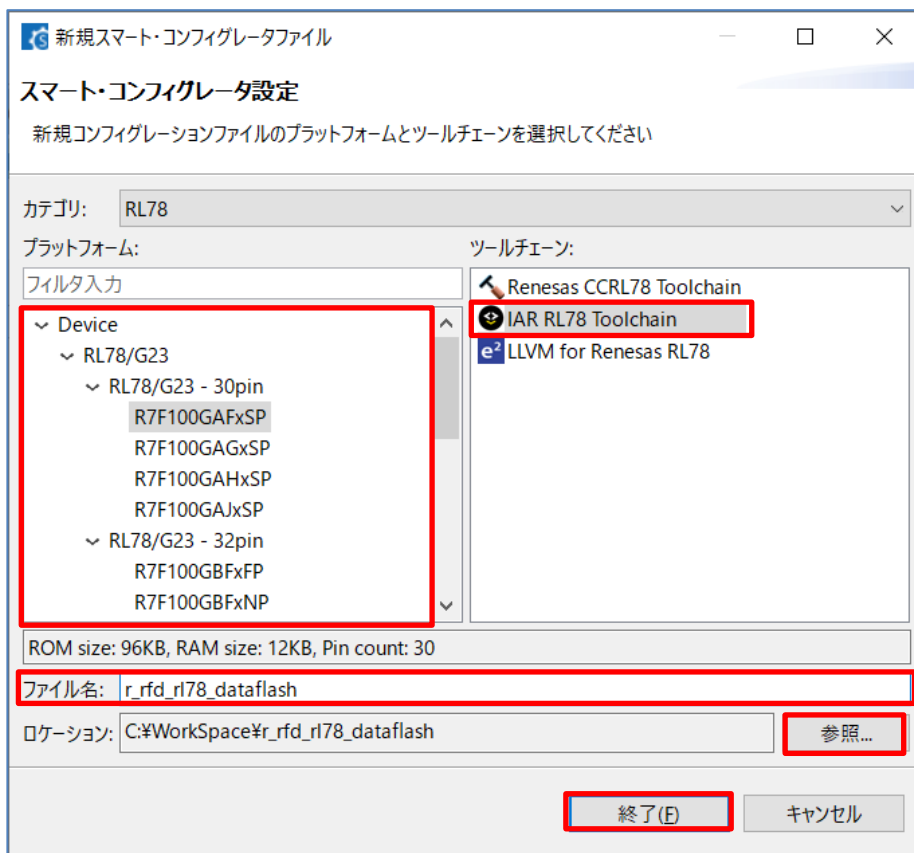 新規スマート・コンフィグレータファイル
スマート・コンフィグレータ設定
新規コンフィグレーションファイルのプラットフォームとツールチェーンを選択してください
カテゴリ: RL78
プラットフォーム:
フィルタ入力
Device
RL78/G23
RL78/G23 - 30pin
R7F100GAFxSP
R7F100GAGxSP
R7F100GAHxSP
R7F100GAJxSP
RL78/G23 - 32pin
R7F100GBFxFP
R7F100GBFxNP
ツールチェーン:
Renesas CCRL78 Toolchain
IAR RL78 Toolchain
e² LLVM for Renesas RL78
ROM size: 96KB, RAM size: 12KB, Pin count: 30
ファイル名: r_rfd_rl78_dataflash
ロケーション: C:¥WorkSpace¥r_rfd_rl78_dataflash 参照...
終了(F) キャンセル